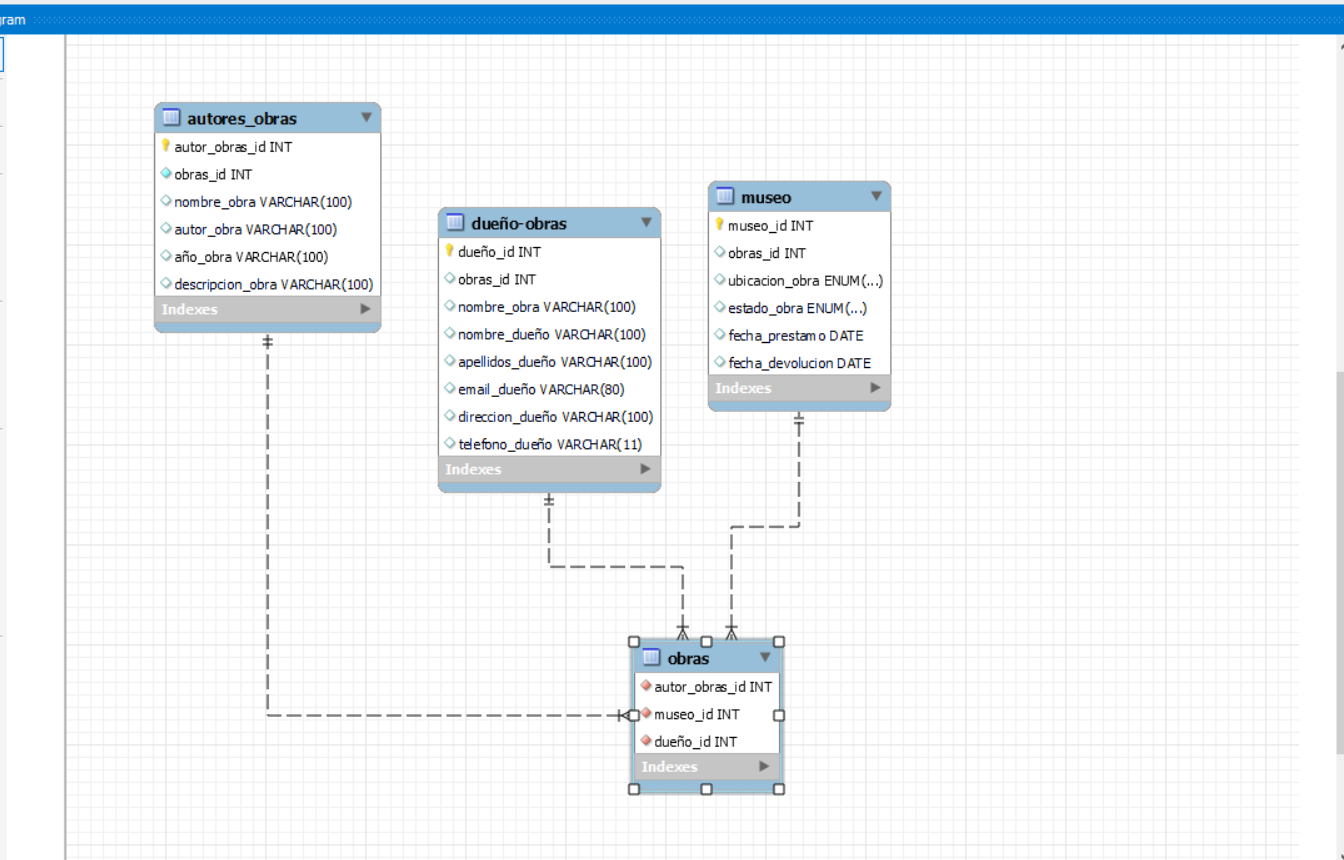 autores_obras
autor_obras_id INT
obras_id INT
nombre_obra VARCHAR(100)
autor_obra VARCHAR(100)
año_obra VARCHAR(100)
descripcion_obra VARCHAR(100)
Indexes
dueño-obras
dueño_id INT
obras_id INT
nombre_obra VARCHAR(100)
nombre_dueño VARCHAR(100)
apellidos_dueño VARCHAR(100)
email_dueño VARCHAR(80)
direccion_dueño VARCHAR(100)
telefono_dueño VARCHAR(11)
Indexes
museo
museo_id INT
obras_id INT
ubicacion_obra ENUM(...)
estado_obra ENUM(...)
fecha_prestamo DATE
fecha_devolucion DATE
Indexes
obras
autor_obras_id INT
museo_id INT
dueño_id INT
Indexes